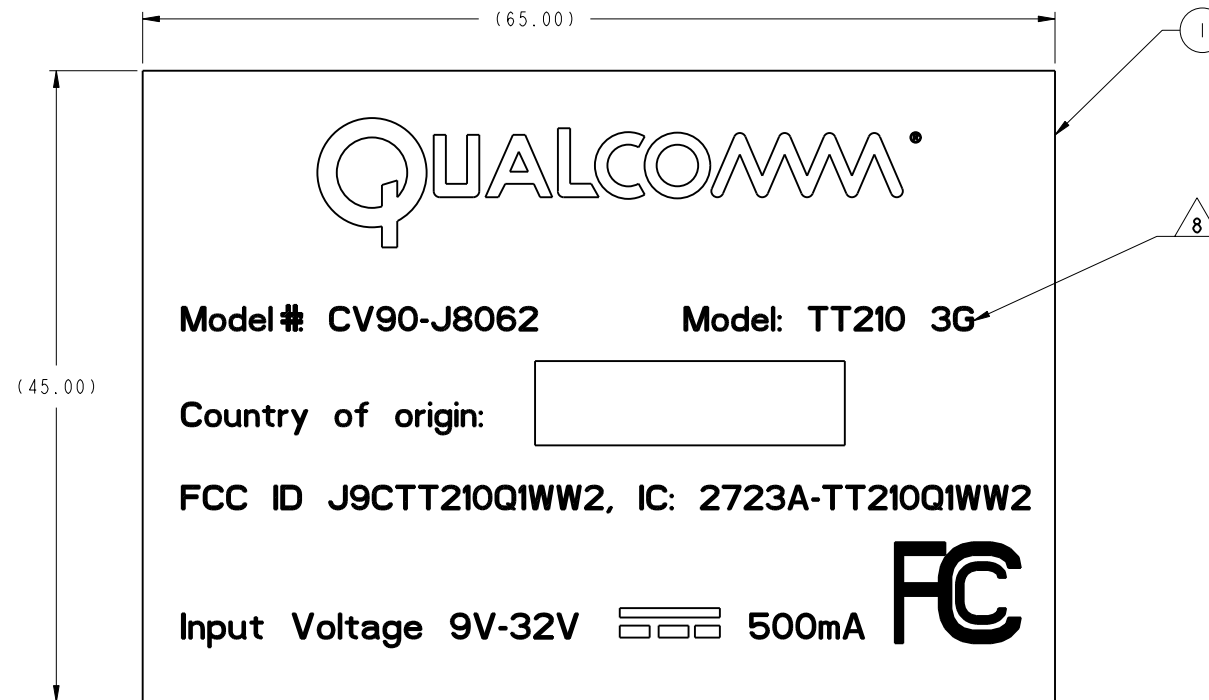 (65.00)
1
QUALCOMM®
8
Model#: CV90-J8062 Model: TT210 3G
(45.00)
Country of origin:
FCC ID J9CTT210Q1WW2, IC: 2723A-TT210Q1WW2
Input Voltage 9V-32V 500mA FC